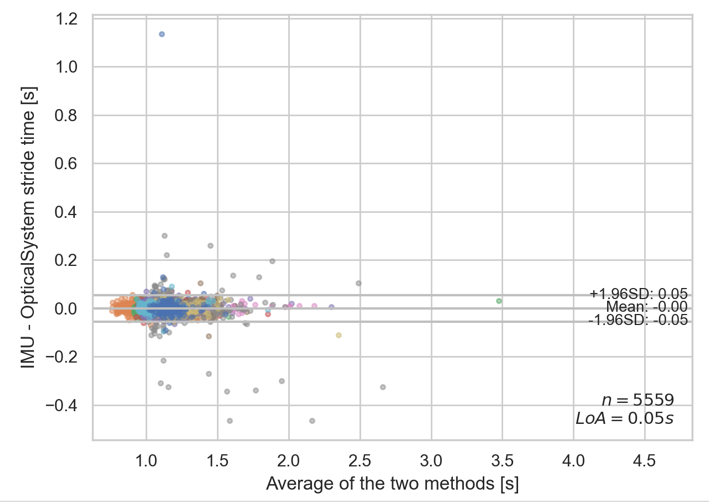 1.2
1.0
0.8
0.6
0.4
0.2
0.0
−0.2
−0.4
IMU - OpticalSystem stride time [s]
+1.96SD: 0.05
Mean: -0.00
-1.96SD: -0.05
n = 5559
LoA = 0.05s
1.0 1.5 2.0 2.5 3.0 3.5 4.0 4.5
Average of the two methods [s]